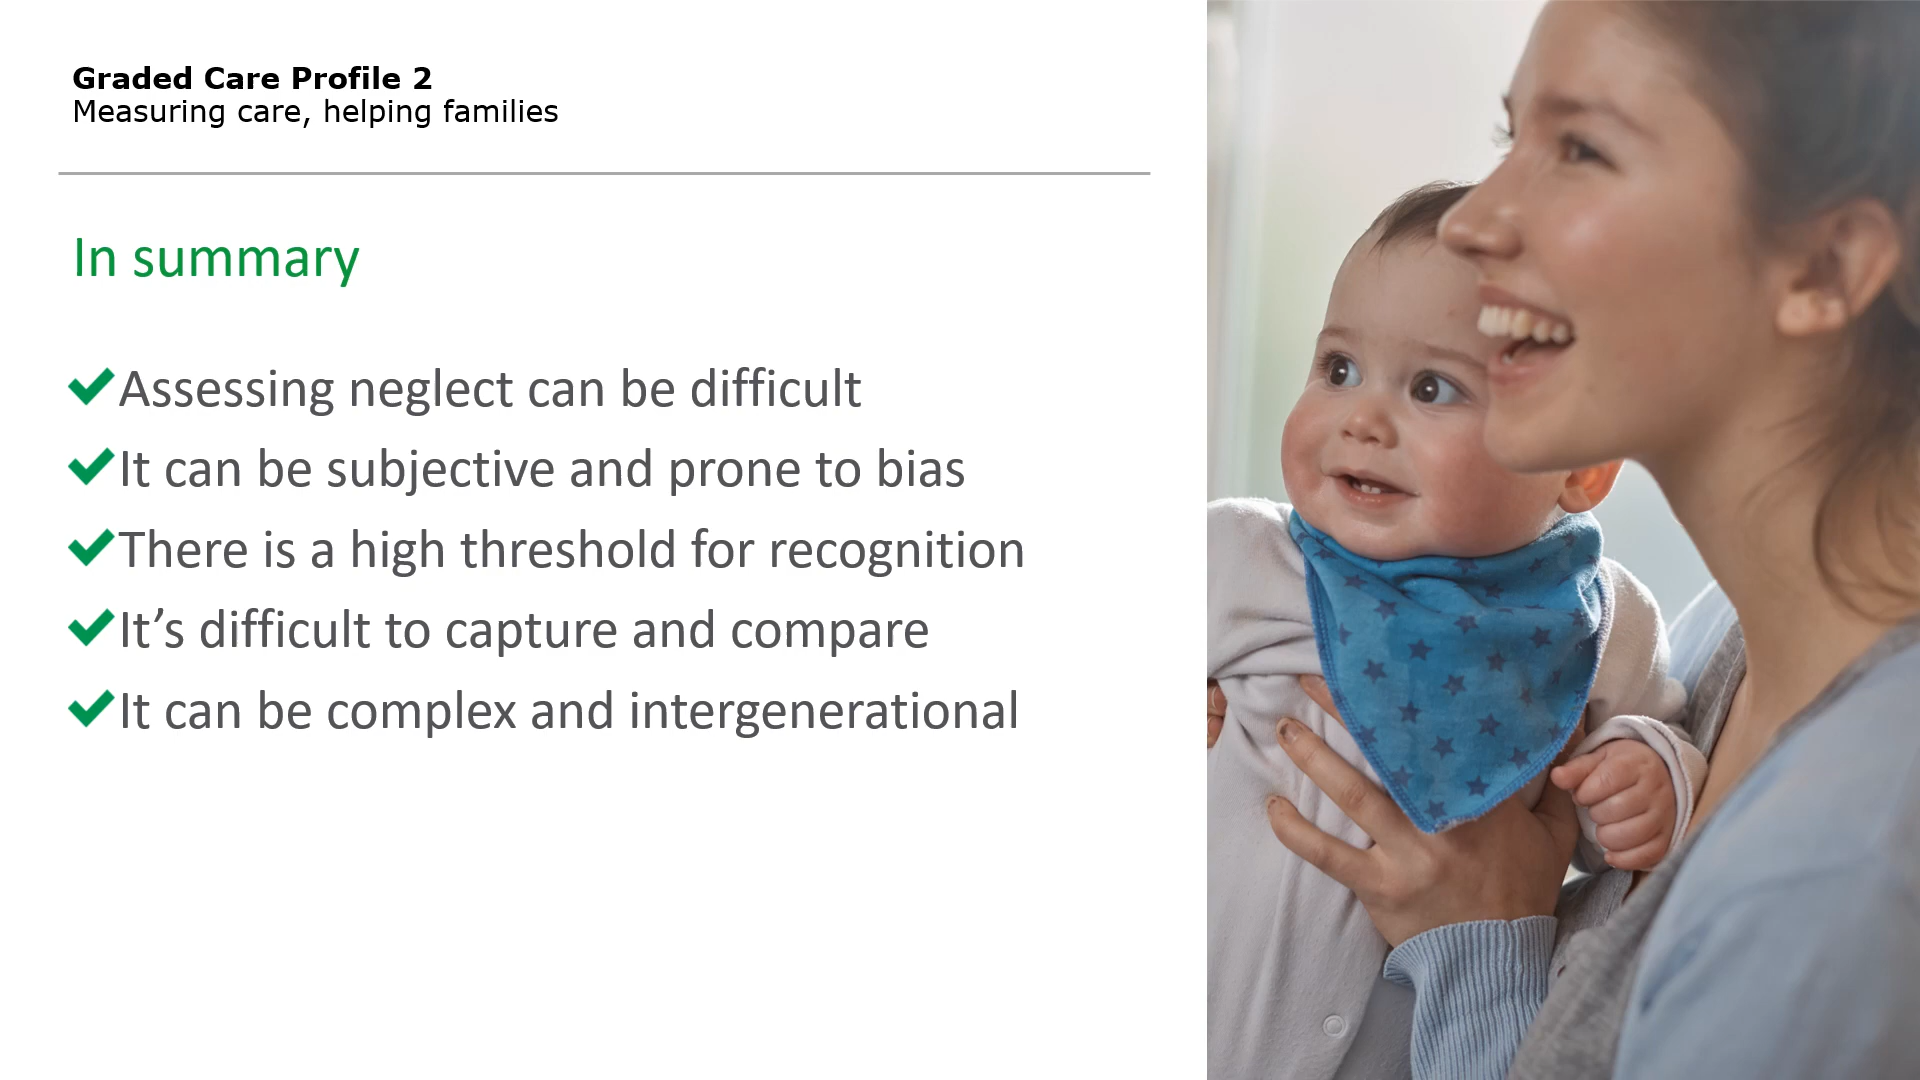 Graded Care Profile 2
Measuring care, helping families
In summary
Assessing neglect can be difficult
It can be subjective and prone to bias
There is a high threshold for recognition
It’s difficult to capture and compare
It can be complex and intergenerational